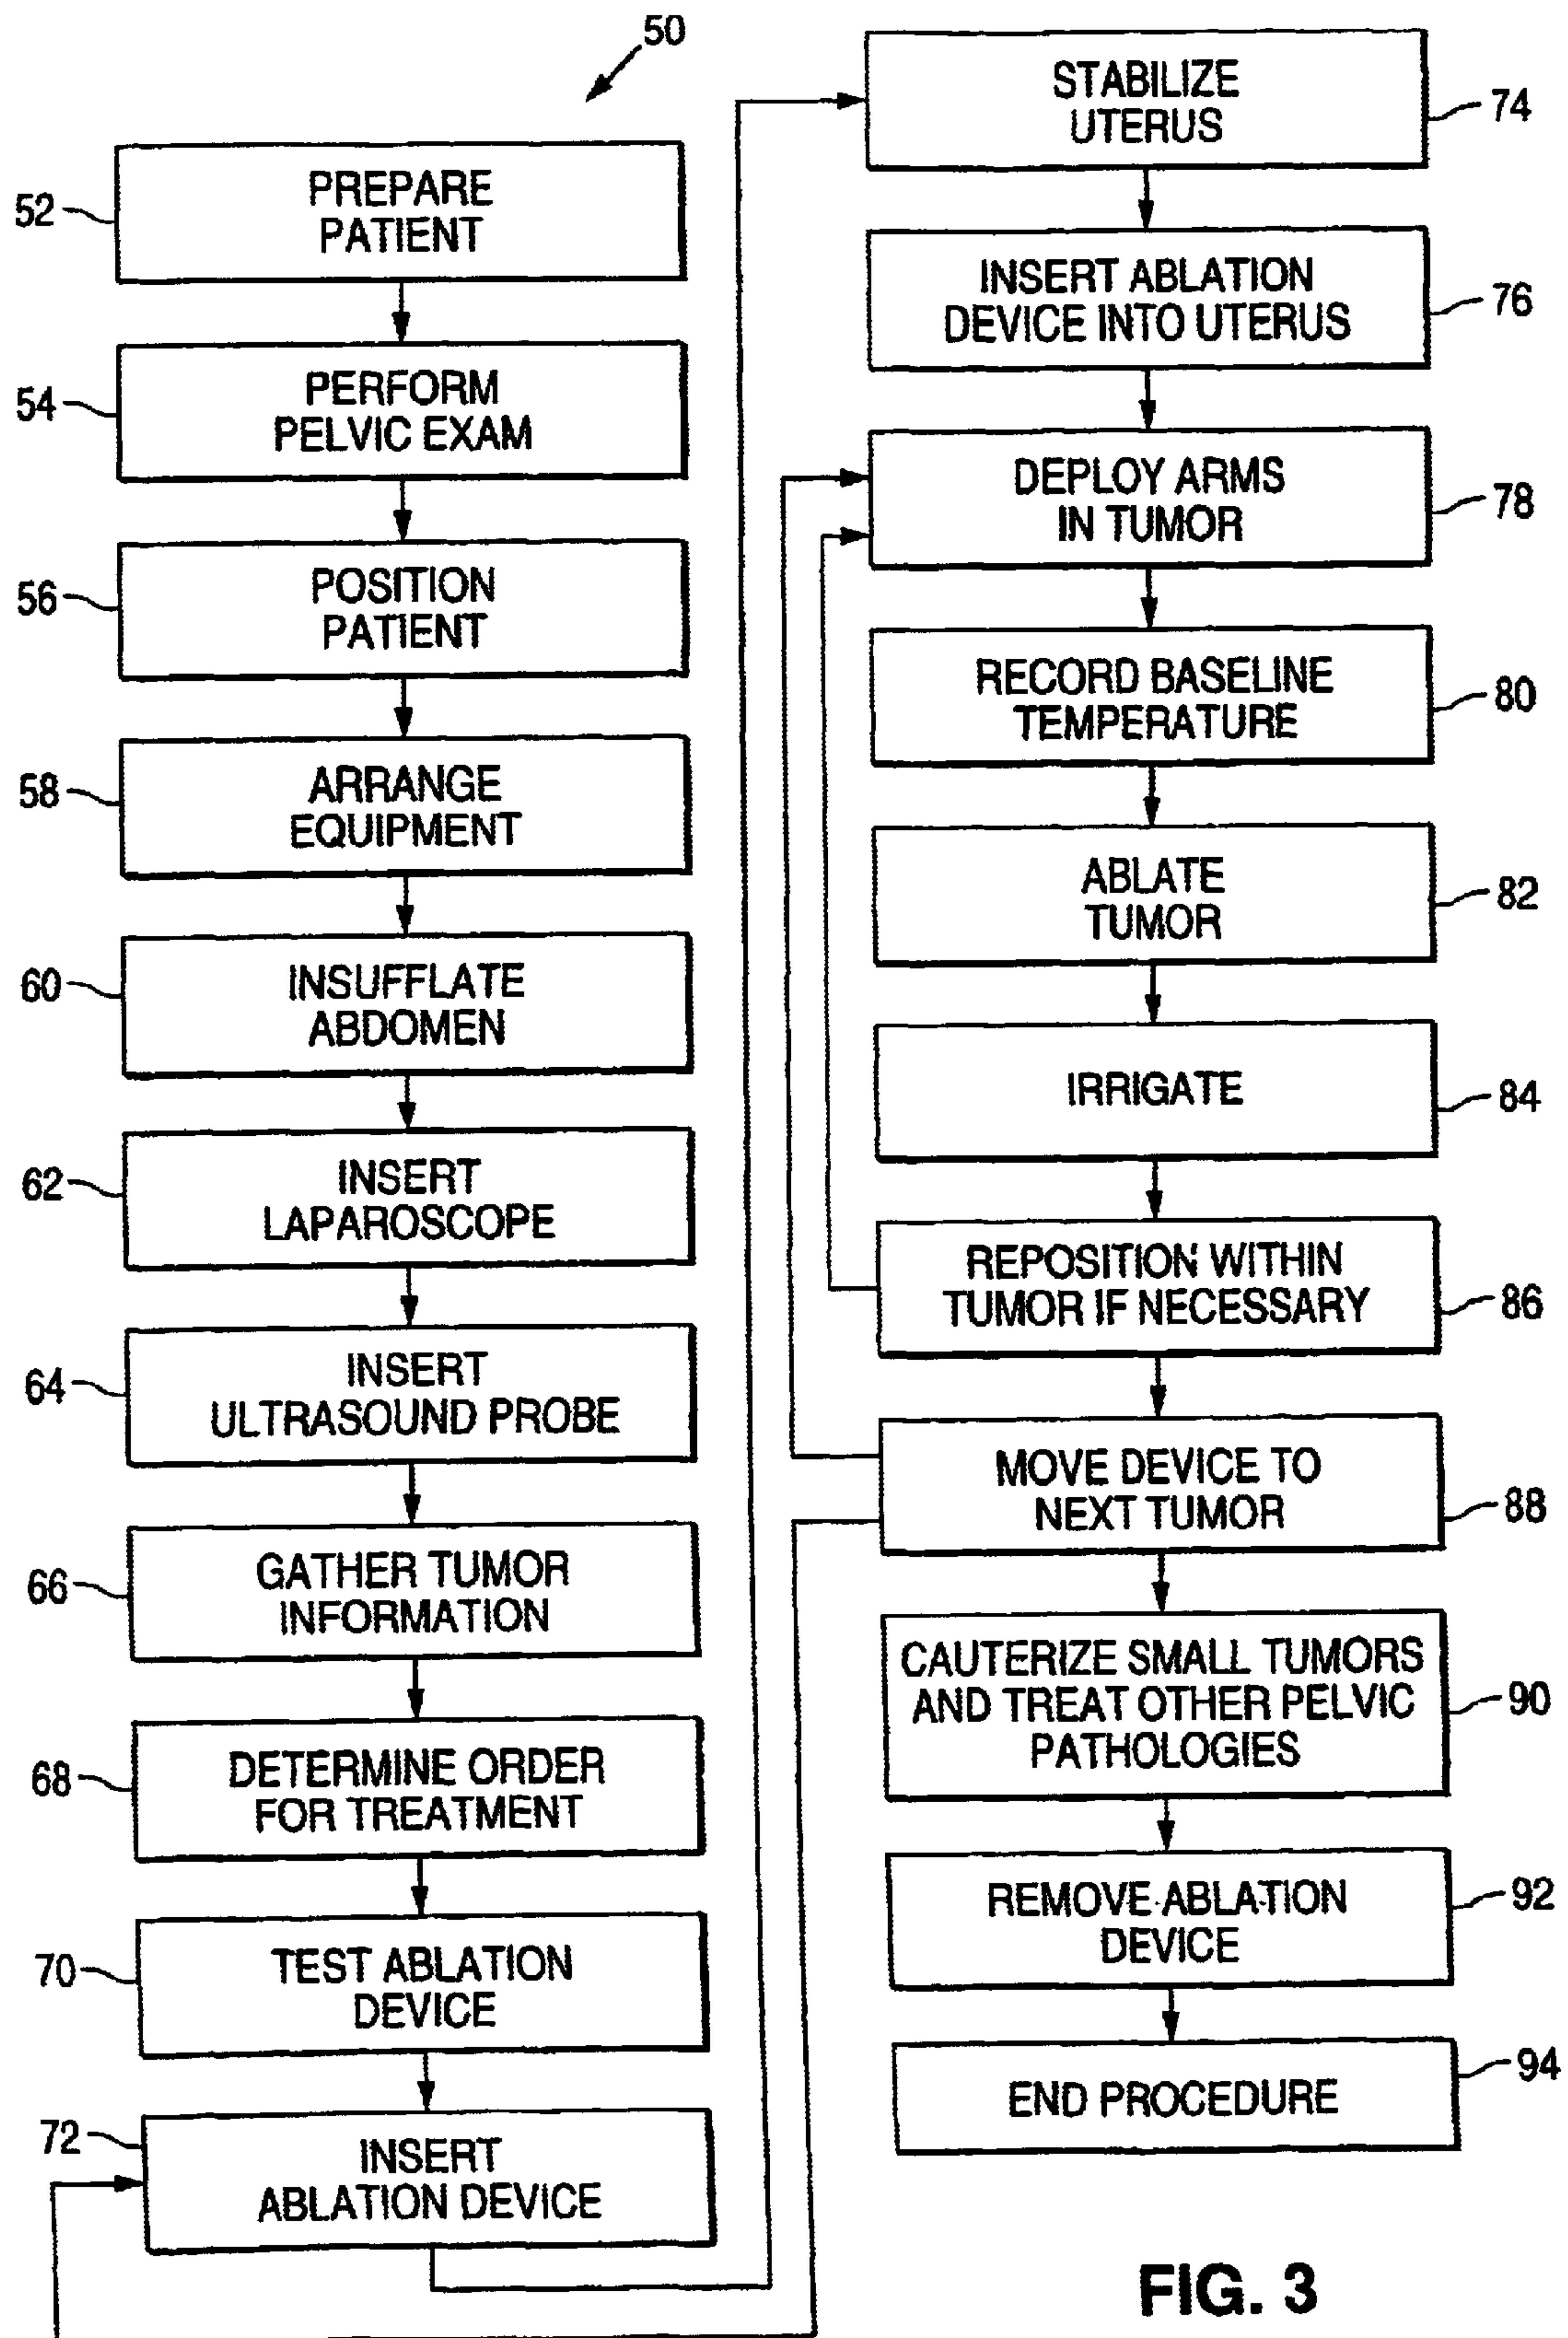 50
52
PREPARE
PATIENT
54
PERFORM
PELVIC EXAM
56
POSITION
PATIENT
58
ARRANGE
EQUIPMENT
60
INSUFFLATE
ABDOMEN
62
INSERT
LAPAROSCOPE
64
INSERT
ULTRASOUND PROBE
66
GATHER TUMOR
INFORMATION
68
DETERMINE ORDER
FOR TREATMENT
70
TEST ABLATION
DEVICE
72
INSERT
ABLATION DEVICE
STABILIZE
UTERUS
74
INSERT ABLATION
DEVICE INTO UTERUS
76
DEPLOY ARMS
IN TUMOR
78
RECORD BASELINE
TEMPERATURE
80
ABLATE
TUMOR
82
IRRIGATE
84
REPOSITION WITHIN
TUMOR IF NECESSARY
86
MOVE DEVICE TO
NEXT TUMOR
88
CAUTERIZE SMALL TUMORS
AND TREAT OTHER PELVIC
PATHOLOGIES
90
REMOVE ABLATION
DEVICE
92
END PROCEDURE
94
FIG. 3